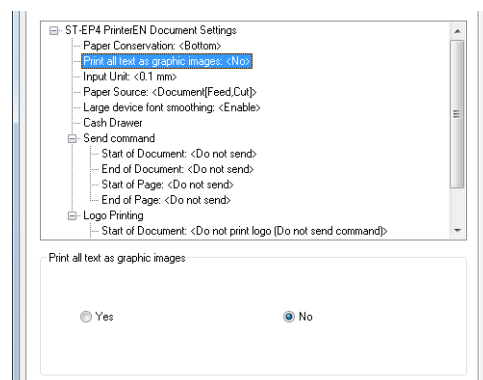 ST-EP4 PrinterEN Document Settings
Paper Conservation: <Bottom>
Print all text as graphic images: <No>
Input Unit: <0.1 mm>
Paper Source: <Document[Feed,Cut]>
Large device font smoothing: <Enable>
Cash Drawer
Send command
Start of Document: <Do not send>
End of Document: <Do not send>
Start of Page: <Do not send>
End of Page: <Do not send>
Logo Printing
Start of Document: <Do not print logo (Do not send command)>
Print all text as graphic images
Yes No